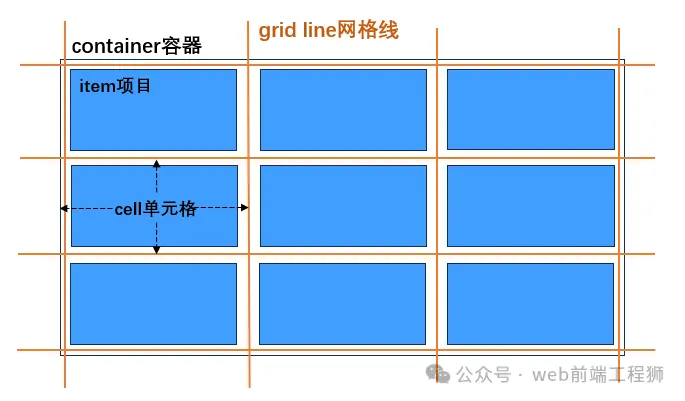 grid line网格线
container容器
item项目
cell单元格
公众号 · web前端工程狮